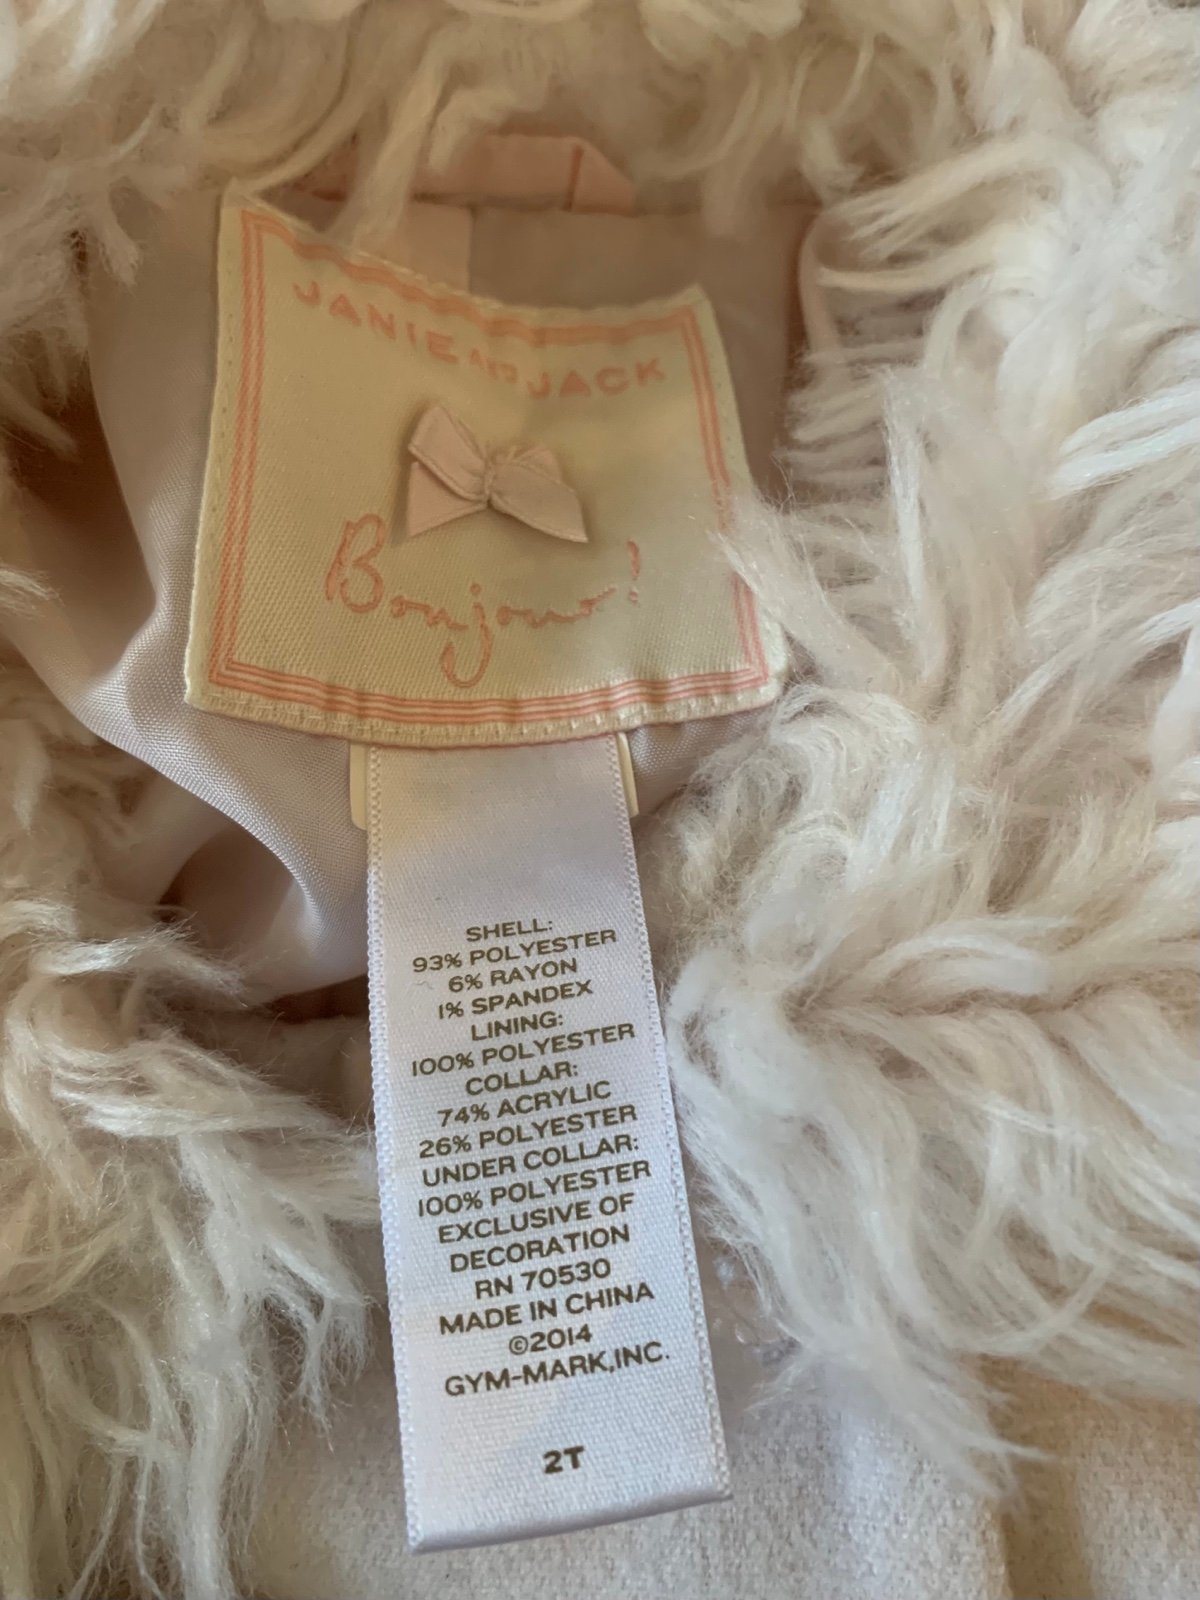 JANIE AND JACK
Bonjour!
SHELL:
93% POLYESTER
6% RAYON
1% SPANDEX
LINING:
100% POLYESTER
COLLAR:
74% ACRYLIC
26% POLYESTER
UNDER COLLAR:
100% POLYESTER
EXCLUSIVE OF
DECORATION
RN 70530
MADE IN CHINA
©2014
GYM-MARK,INC.
2T